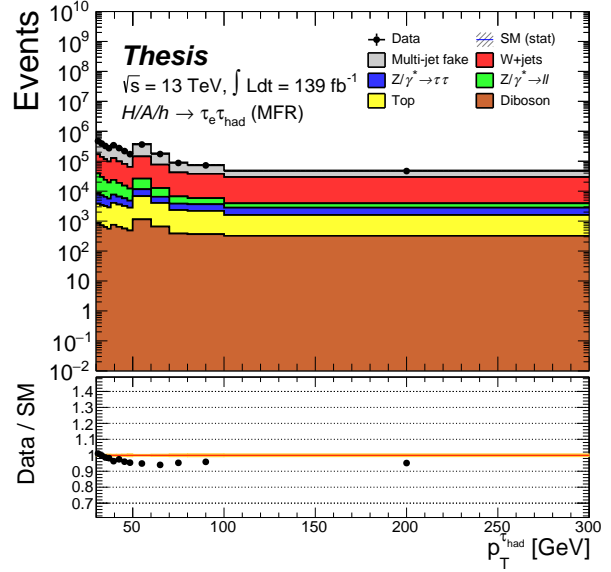 Events
10¹⁰
10⁹
10⁸
10⁷
10⁶
10⁵
10⁴
10³
10²
10
1
10⁻¹
10⁻²
Thesis
√s = 13 TeV, ∫ Ldt = 139 fb⁻¹
H/A/h → τₑτ_had (MFR)
Data
SM (stat)
Multi-jet fake
W+jets
Z/γ*→ττ
Z/γ*→ll
Top
Diboson
Data / SM
1.4
1.3
1.2
1.1
1
0.9
0.8
0.7
50 100 150 200 250 300
p_T^τ_had [GeV]